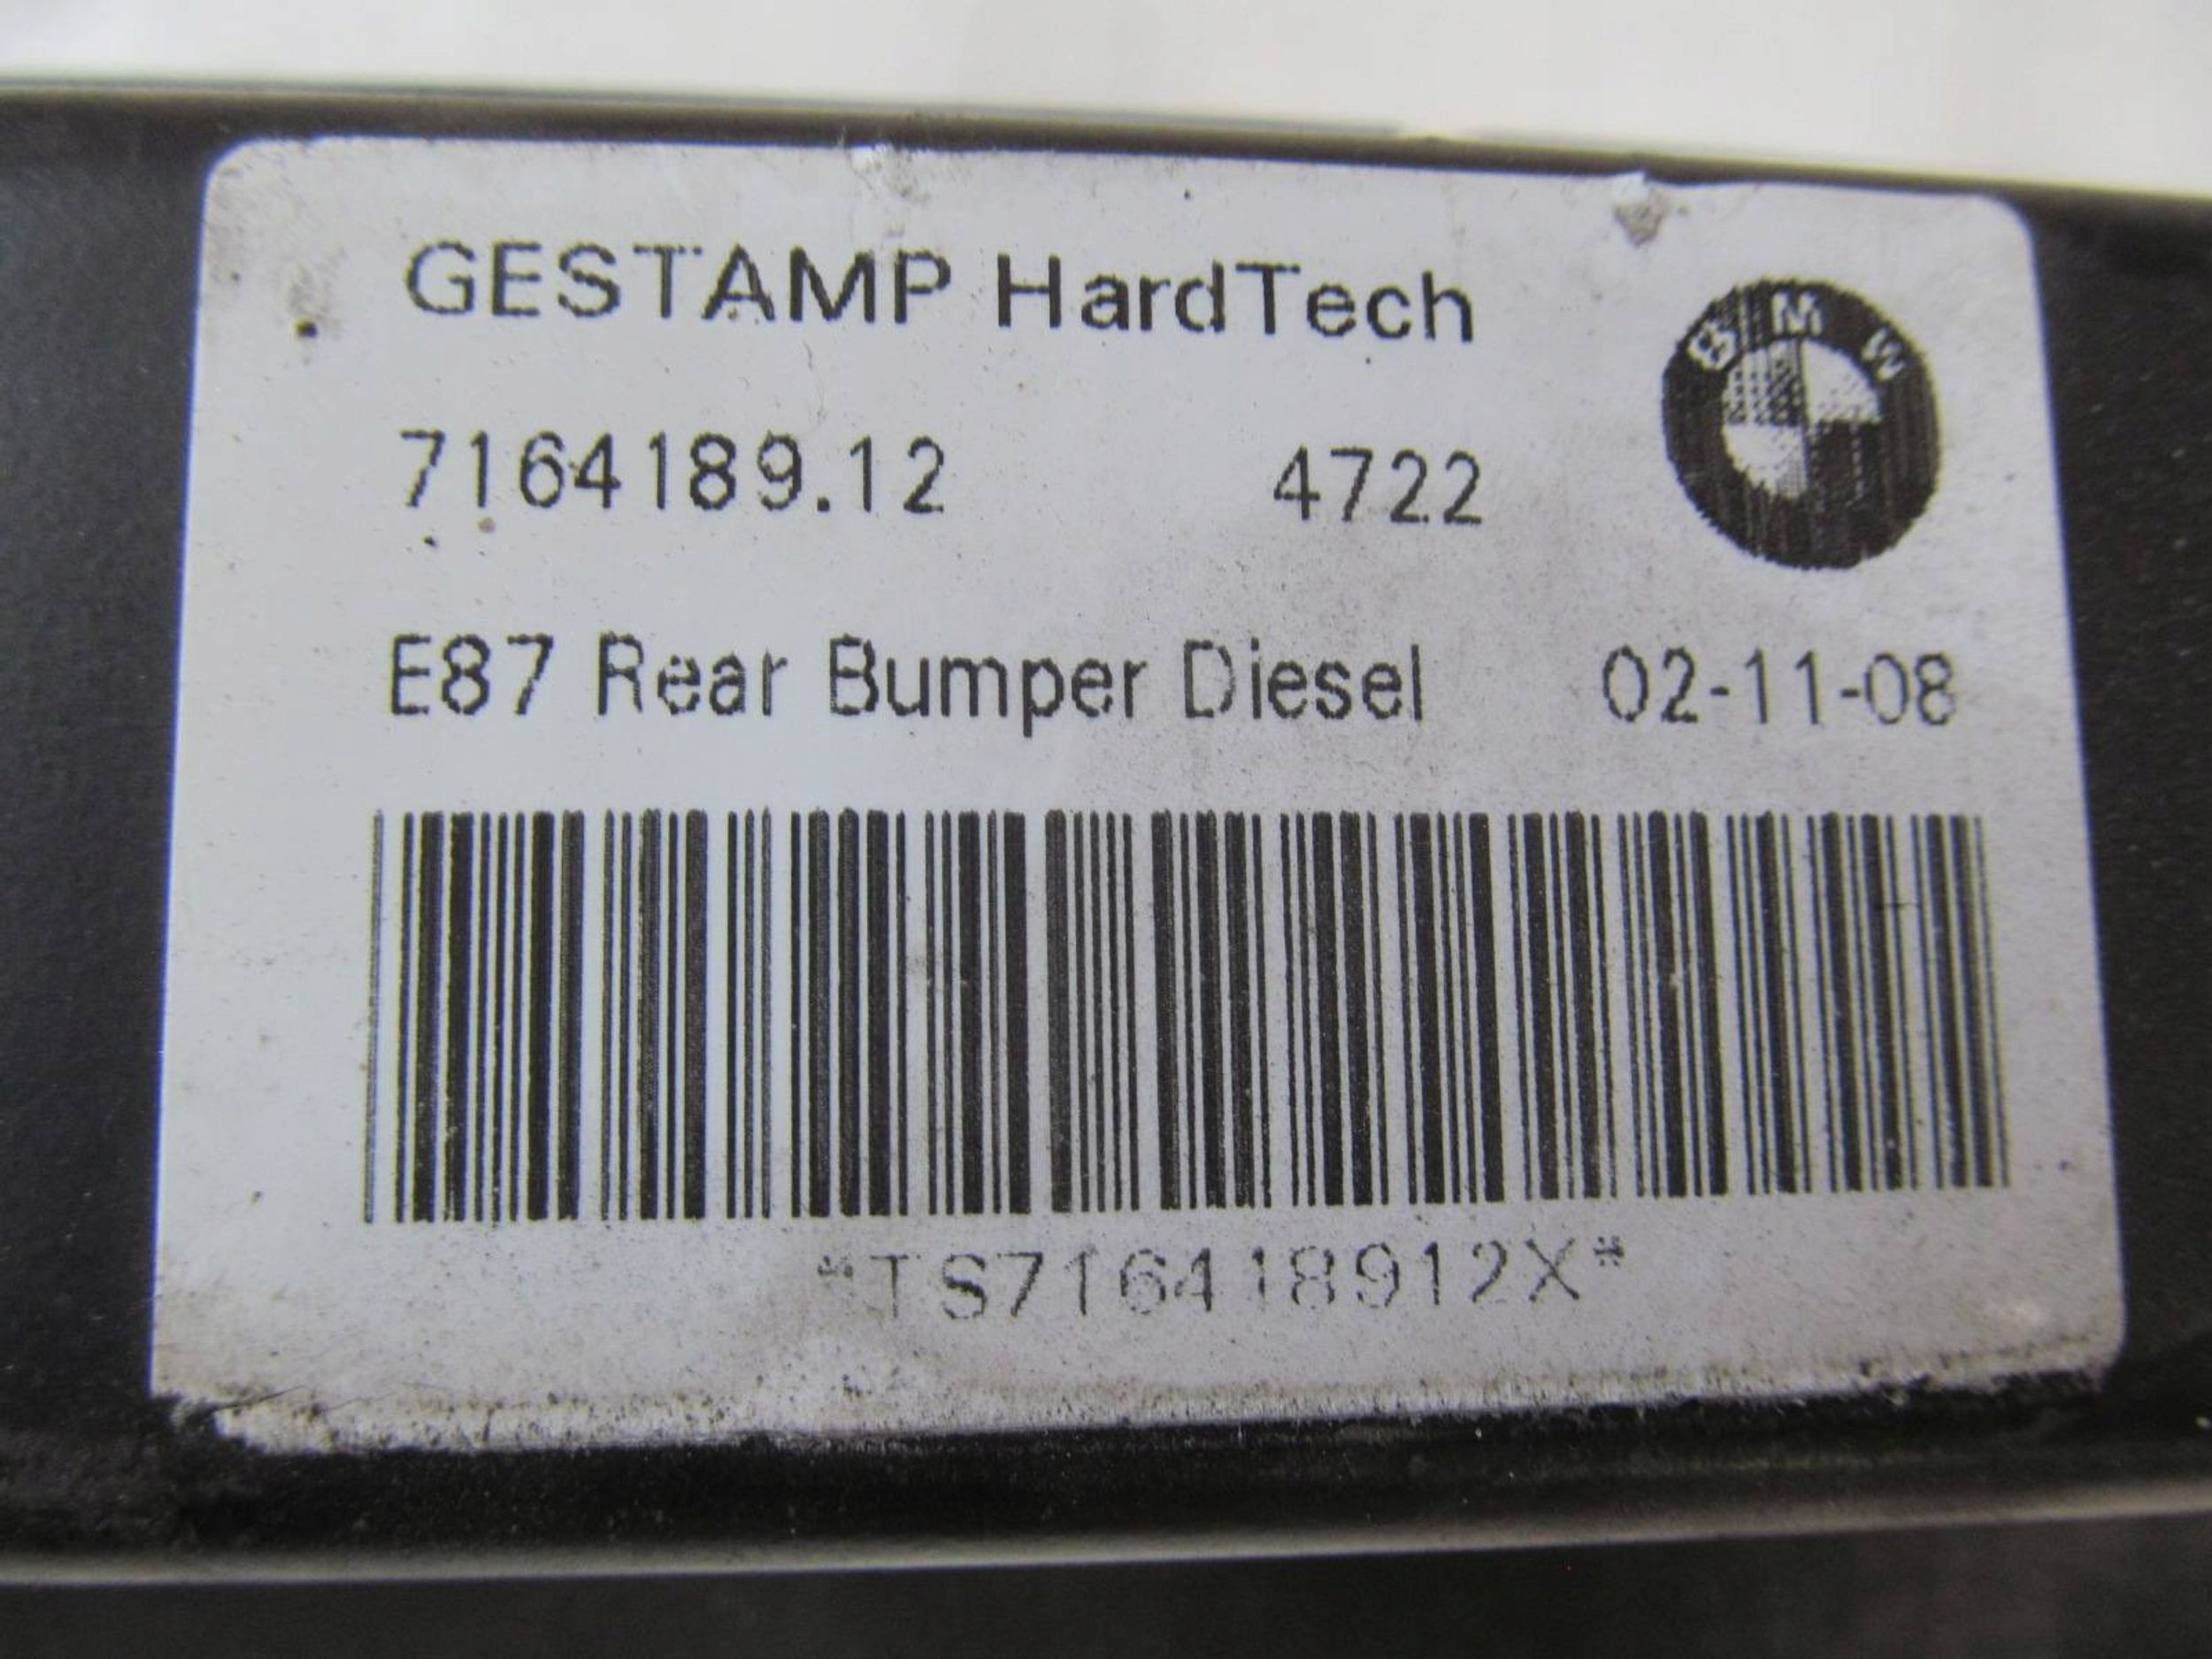 GESTAMP HardTech
BMW
7164189.12 4722
E87 Rear Bumper Diesel 02-11-08
*TS716418912X*